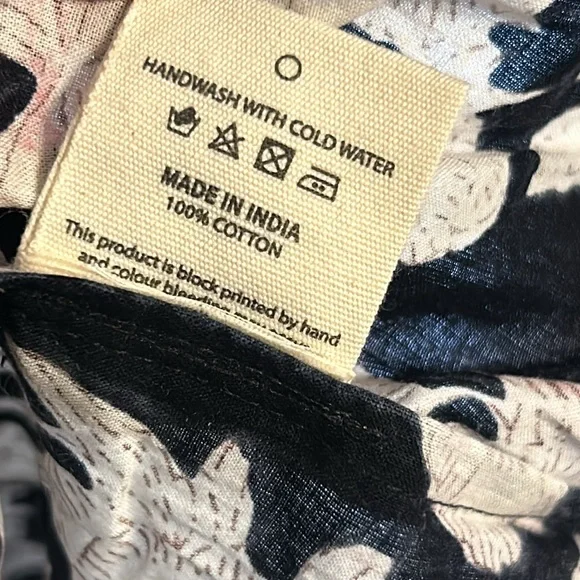 HANDWASH WITH COLD WATER
MADE IN INDIA
100% COTTON
This product is block printed by hand
and colour bleeding